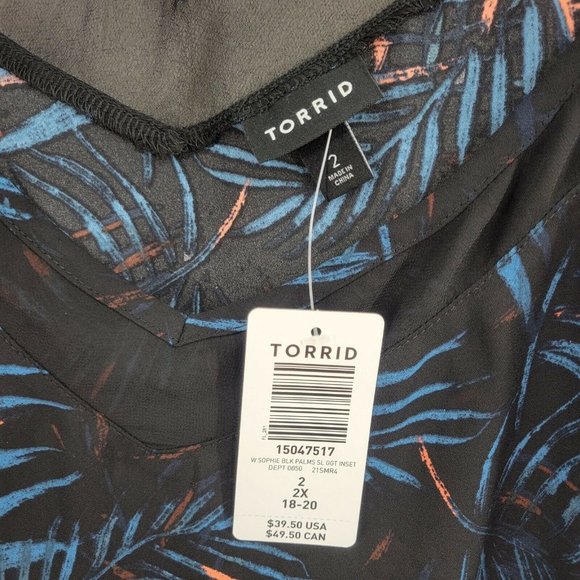 TORRID
2
MADE IN
CHINA
TORRID
15047517
W SOPHIE BLK PALMS SL GGT INSET
DEPT 0850 21SMR4
2
2X
18-20
$39.50 USA
$49.50 CAN